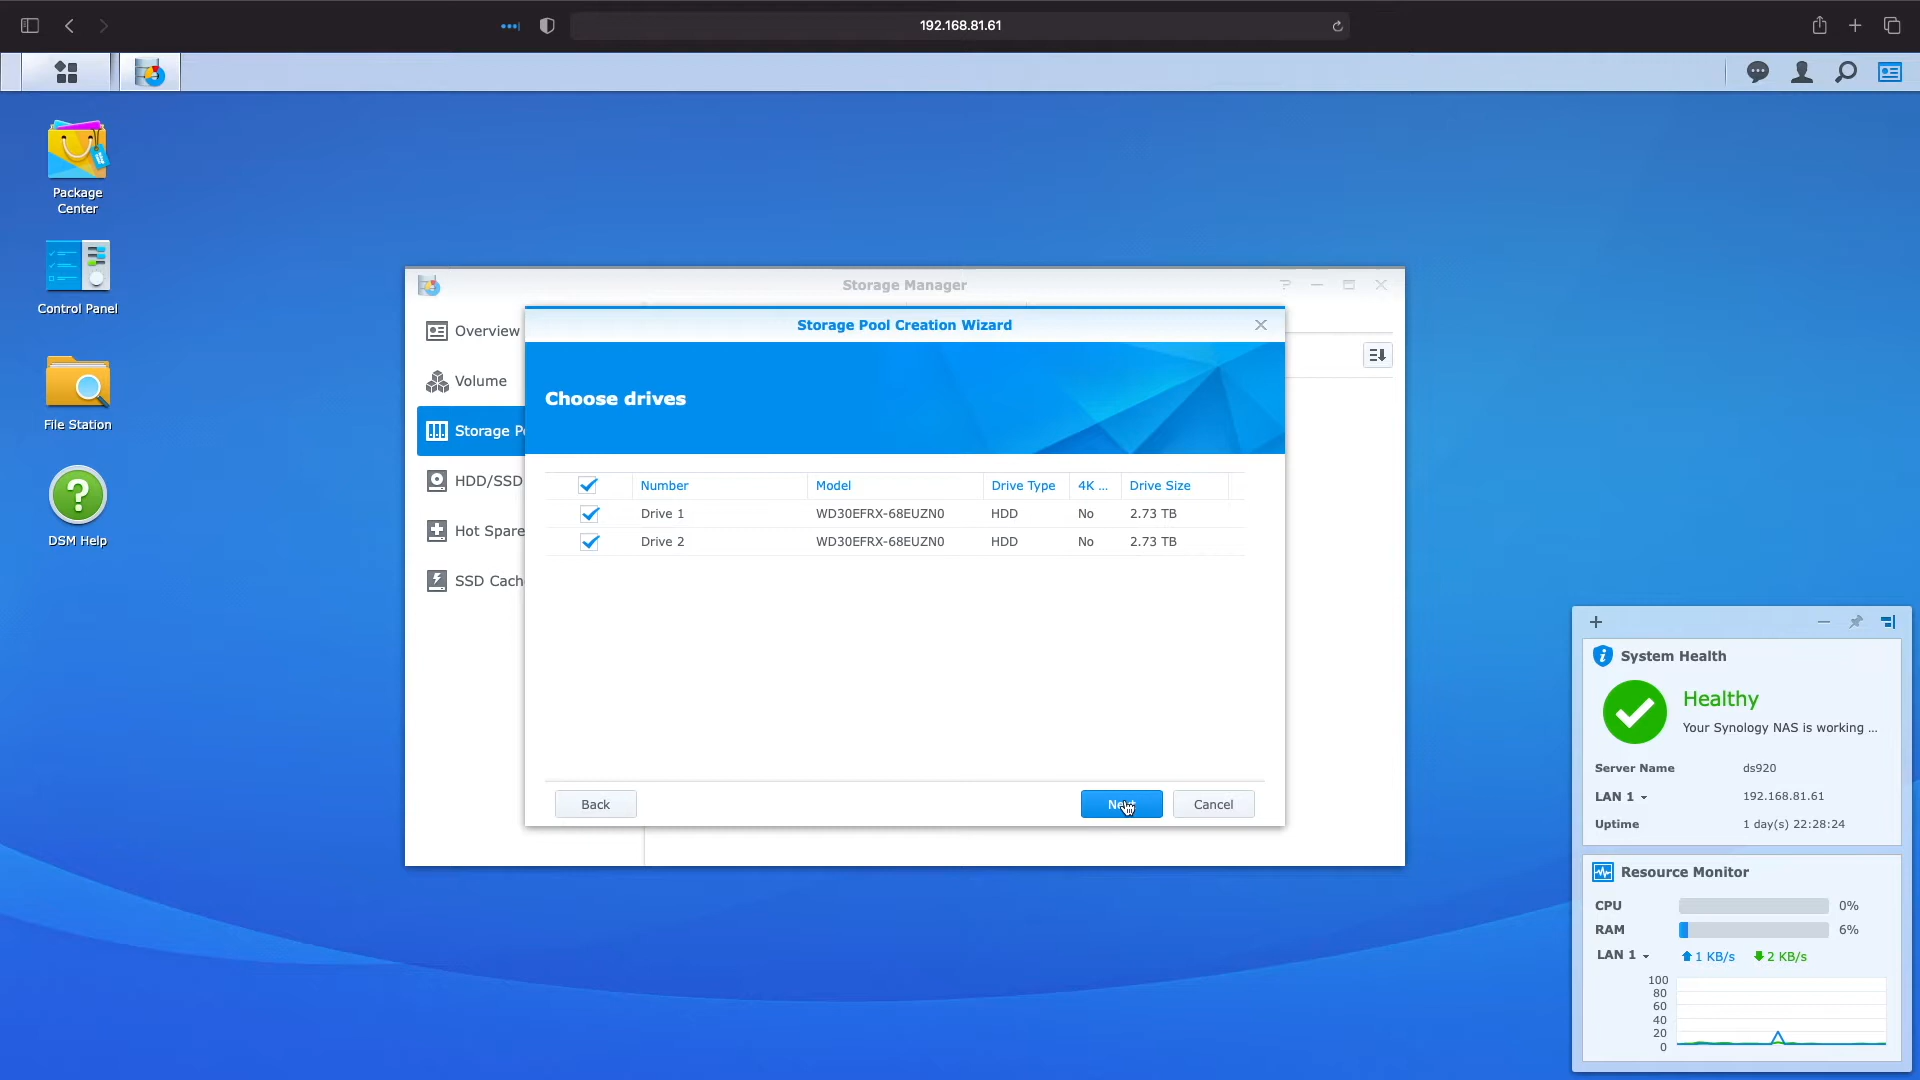 192.168.81.61
Package
Center
Control Panel
File Station
DSM Help
Storage Manager
Overview
Volume
Storage
HDD/SSD
Hot Spare
SSD
Storage Pool Creation Wizard
Choose drives
Number Model Drive Type 4K ... Drive Size
Drive 1 WD30EFRX-68EUZN0 HDD No 2.73 TB
Drive 2 WD30EFRX-68EUZN0 HDD No 2.73 TB
Back Cancel
System Health
Healthy
Your Synology NAS is working ...
Server Name ds920
LAN 1 192.168.81.61
Uptime 1 day(s) 22:28:24
Resource Monitor
CPU 0%
RAM 6%
LAN 1 1 KB/s 2 KB/s
100
80
60
40
20
0